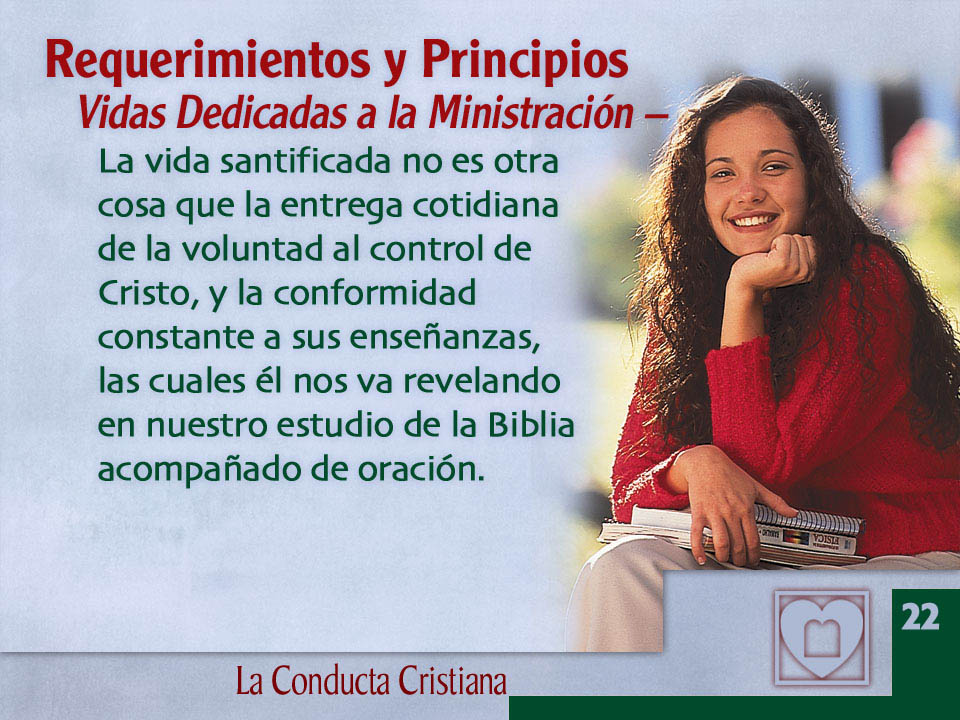 Requerimientos y Principios
Vidas Dedicadas a la Ministración –
La vida santificada no es otra
cosa que la entrega cotidiana
de la voluntad al control de
Cristo, y la conformidad
constante a sus enseñanzas,
las cuales él nos va revelando
en nuestro estudio de la Biblia
acompañado de oración.
FISICA
22
La Conducta Cristiana